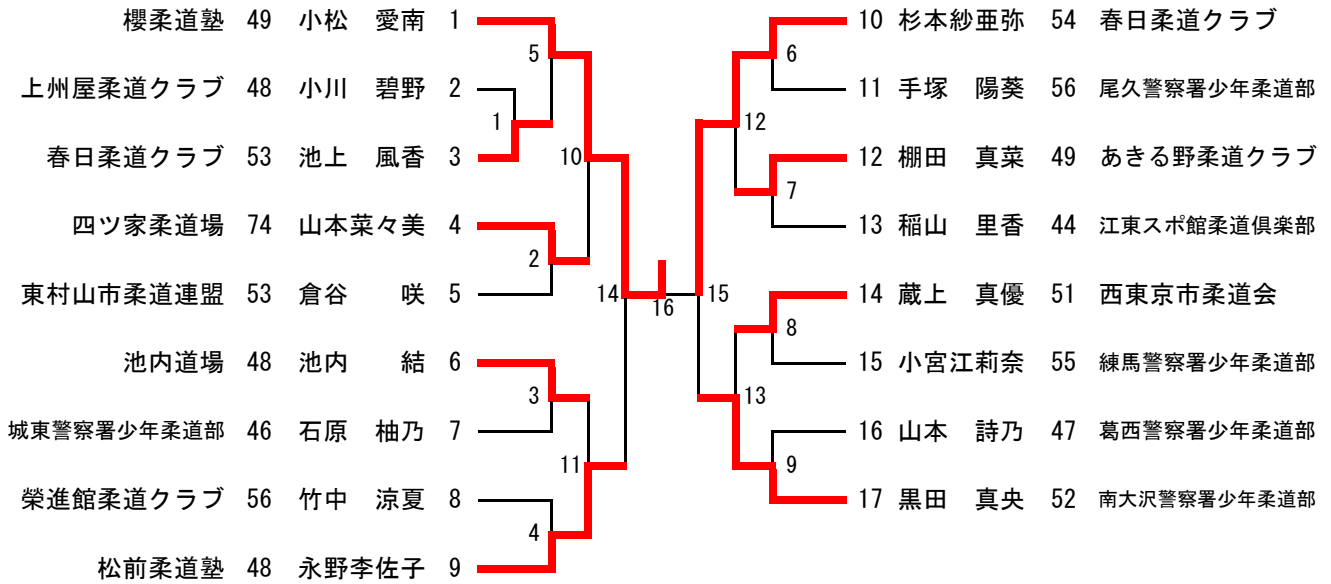 櫻柔道塾 49 小松 愛南 1
上州屋柔道クラブ 48 小川 碧野 2
春日柔道クラブ 53 池上 風香 3
四ツ家柔道場 74 山本菜々美 4
東村山市柔道連盟 53 倉谷 咲 5
池内道場 48 池内 結 6
城東警察署少年柔道部 46 石原 柚乃 7
榮進館柔道クラブ 56 竹中 涼夏 8
松前柔道塾 48 永野李佐子 9
5
1
10
2
14
3
11
4
16
6
12
7
15
8
13
9
10 杉本紗亜弥 54 春日柔道クラブ
11 手塚 陽葵 56 尾久警察署少年柔道部
12 棚田 真菜 49 あきる野柔道クラブ
13 稲山 里香 44 江東スポ館柔道倶楽部
14 蔵上 真優 51 西東京市柔道会
15 小宮江莉奈 55 練馬警察署少年柔道部
16 山本 詩乃 47 葛西警察署少年柔道部
17 黒田 真央 52 南大沢警察署少年柔道部